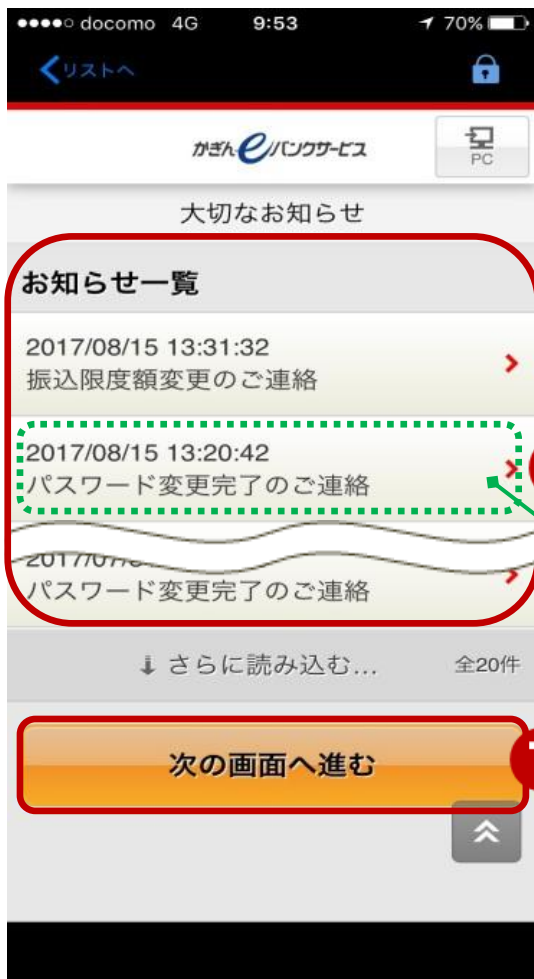 docomo 4G 9:53 70%
リストへ
かぎんeバンクサービス
PC
大切なお知らせ
お知らせ一覧
2017/08/15 13:31:32
振込限度額変更のご連絡
2017/08/15 13:20:42
パスワード変更完了のご連絡
パスワード変更完了のご連絡
さらに読み込む... 全20件
次の画面へ進む